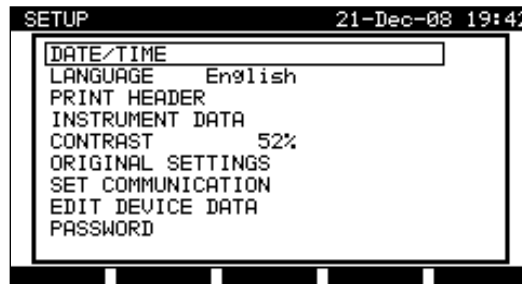 SETUP 21-Dec-08 19:42
DATE/TIME
LANGUAGE English
PRINT HEADER
INSTRUMENT DATA
CONTRAST 52%
ORIGINAL SETTINGS
SET COMMUNICATION
EDIT DEVICE DATA
PASSWORD